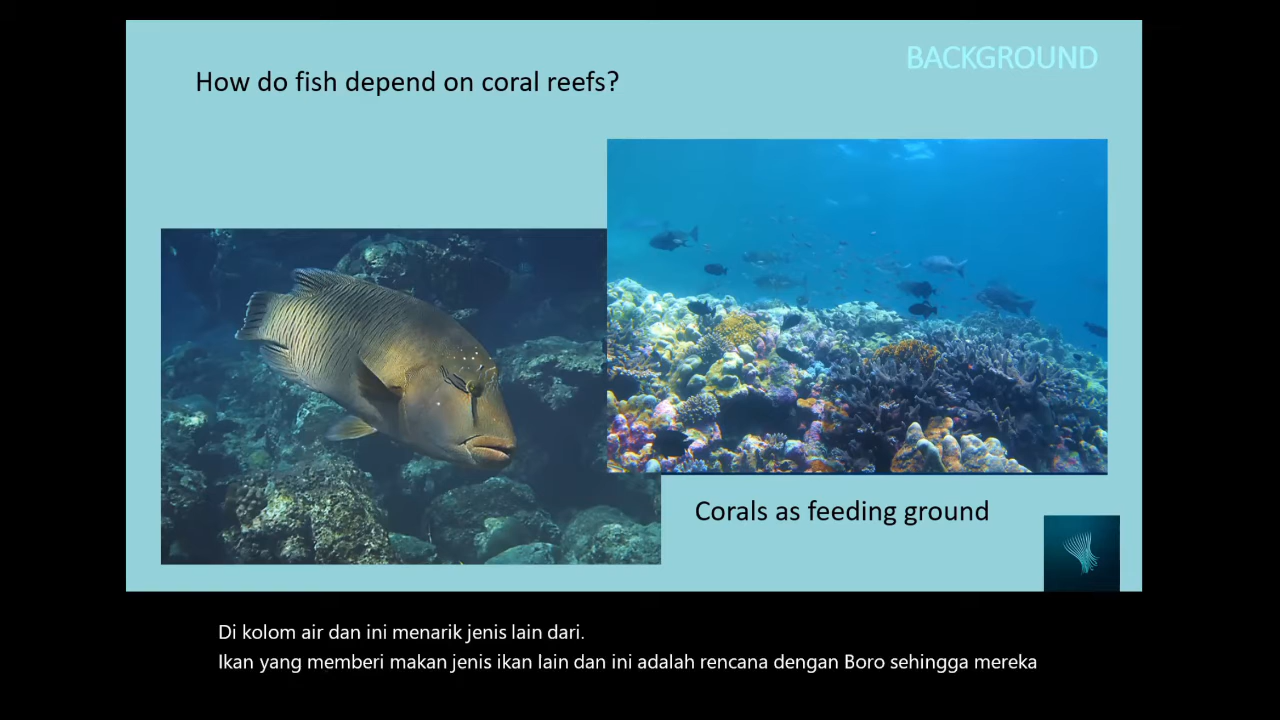 BACKGROUND
How do fish depend on coral reefs?
Corals as feeding ground
Di kolom air dan ini menarik jenis lain dari.
Ikan yang memberi makan jenis ikan lain dan ini adalah rencana dengan Boro sehingga mereka